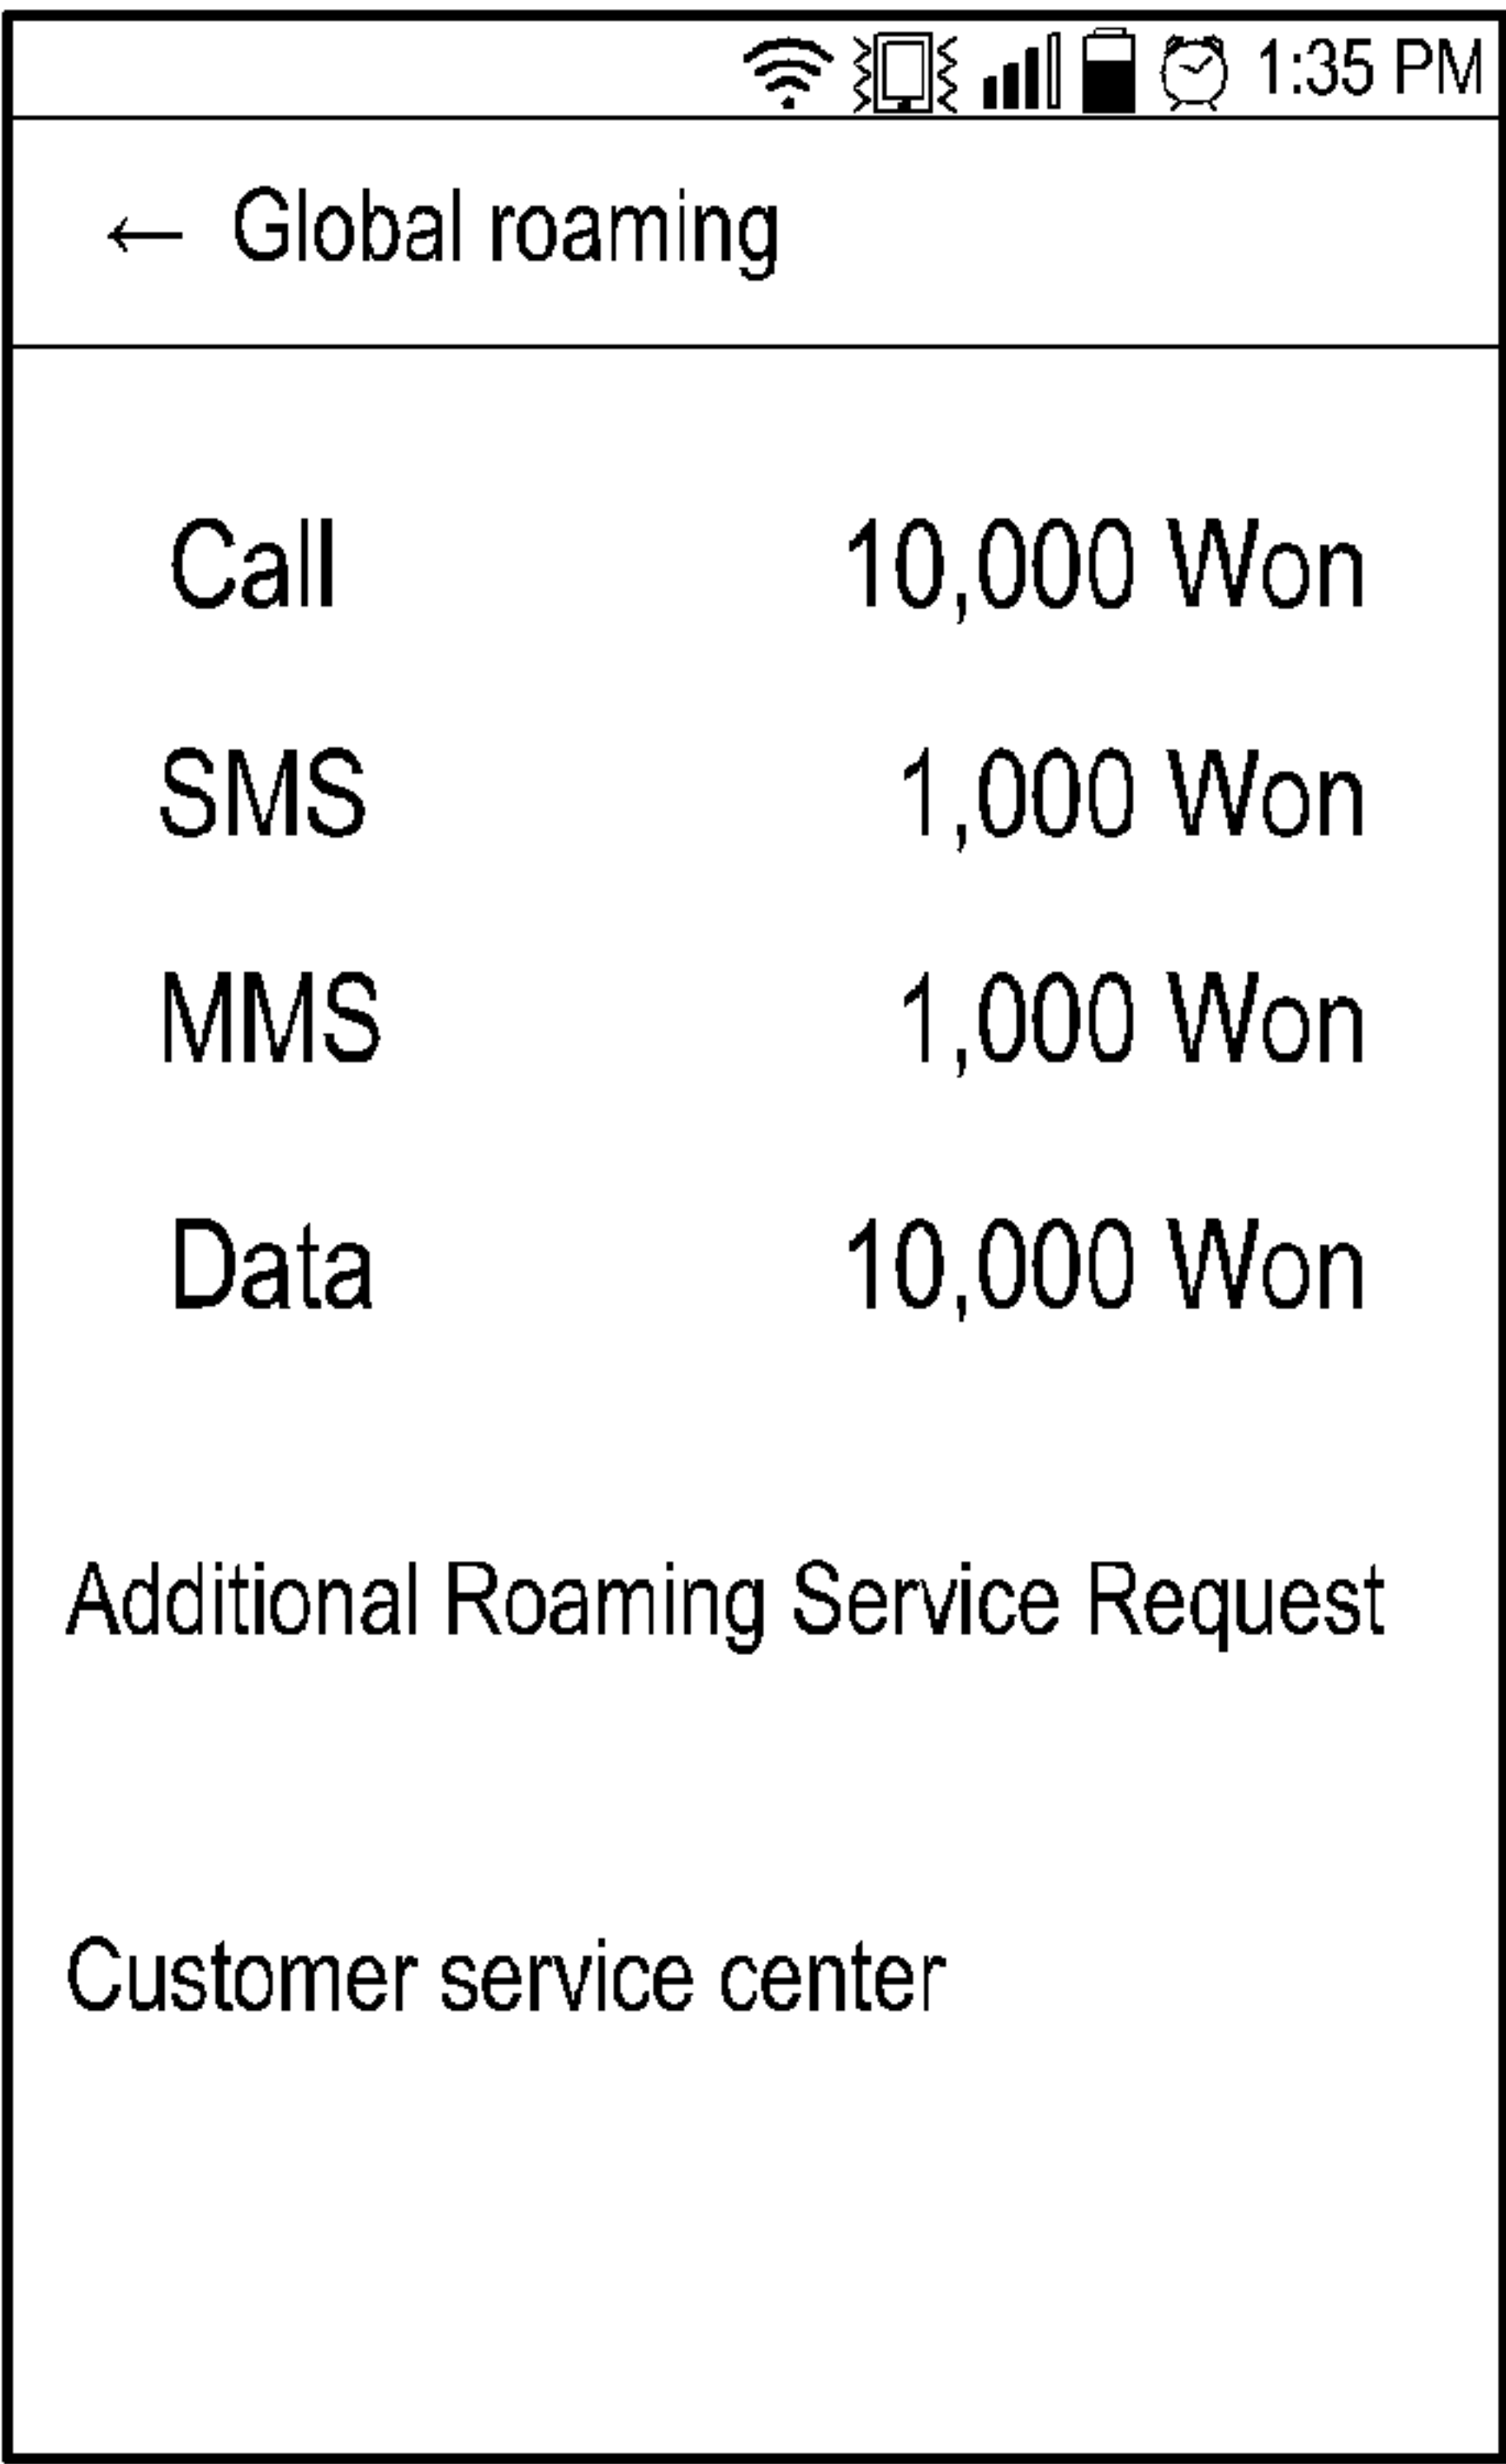 1:35 PM
← Global roaming
Call 10,000 Won
SMS 1,000 Won
MMS 1,000 Won
Data 10,000 Won
Additional Roaming Service Request
Customer service center